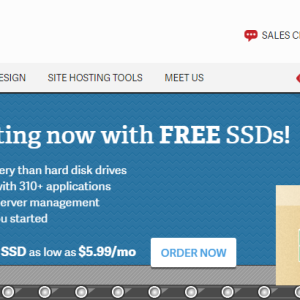 SALES
ESIGN SITE HOSTING TOOLS MEET US
ting now with FREE SSDs!
ery than hard disk drives
with 310+ applications
erver management
u started
SSD as low as $5.99/mo
ORDER NOW